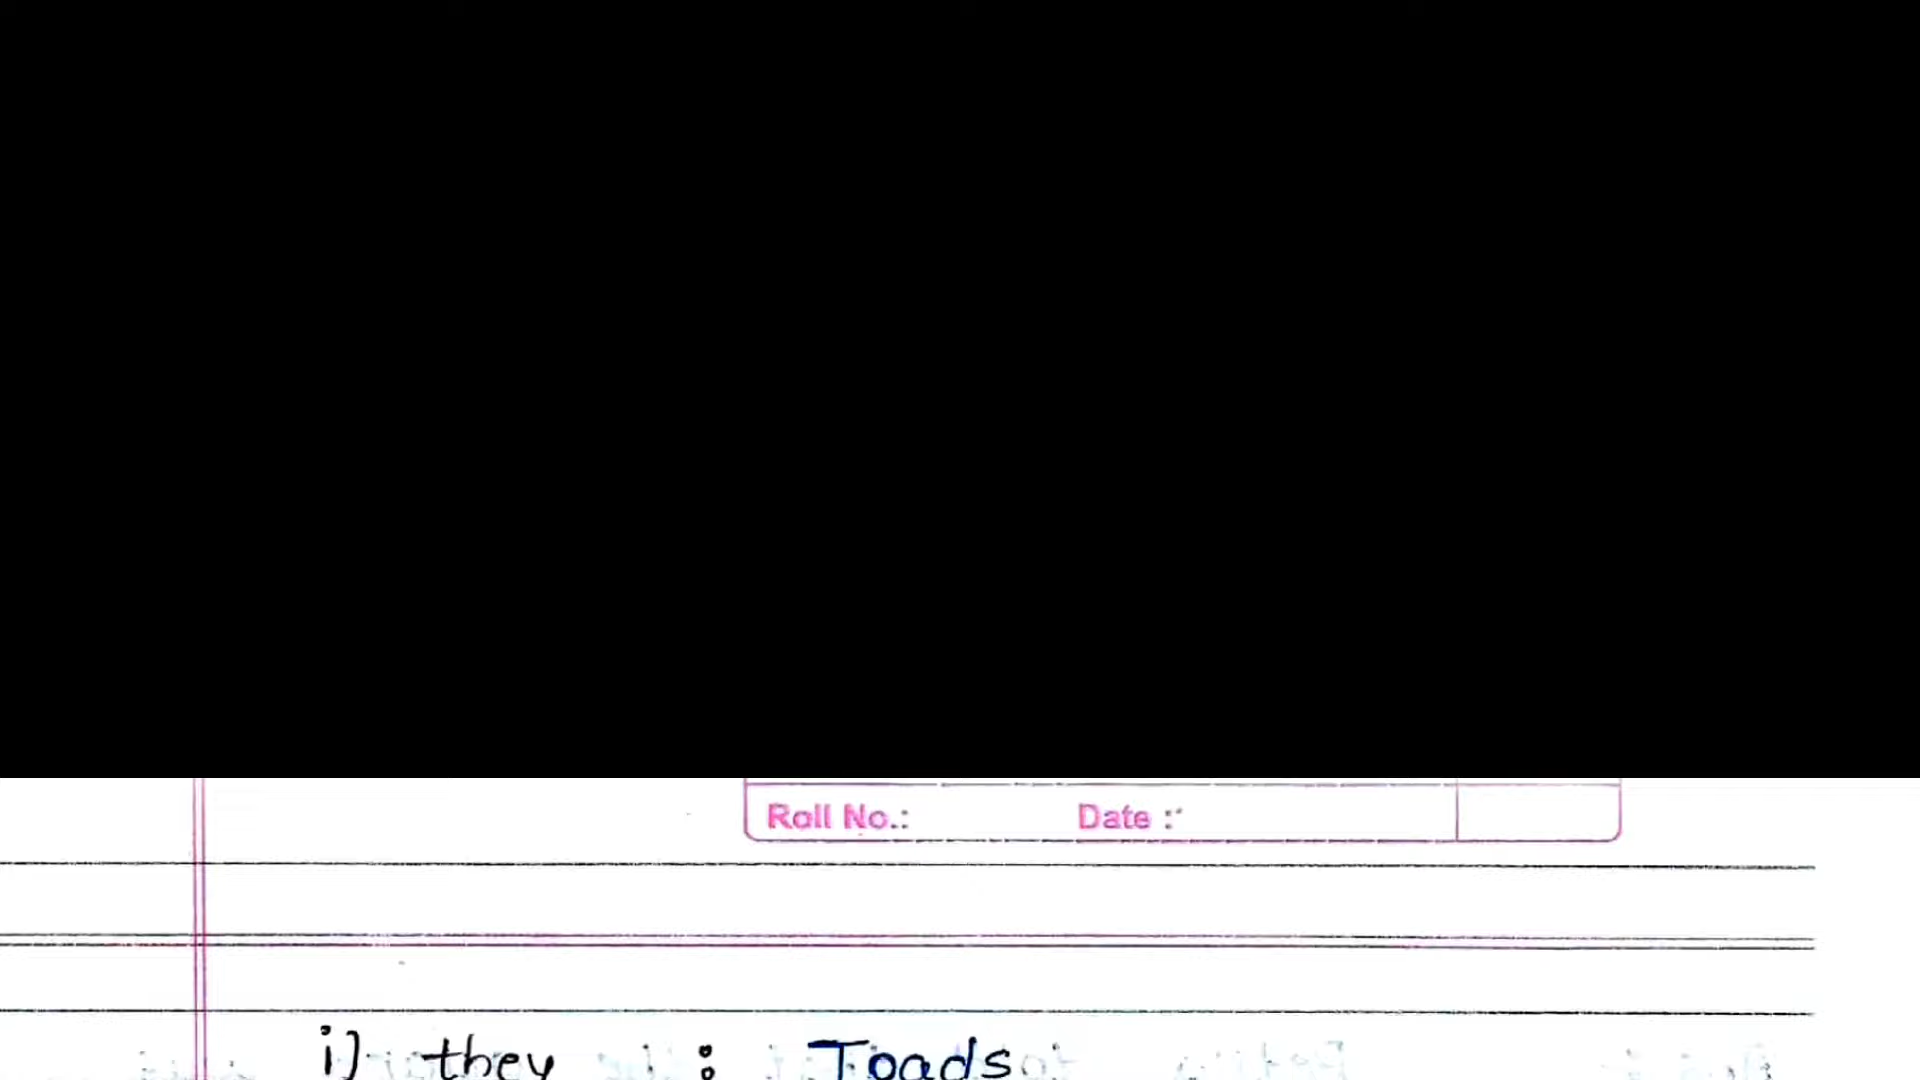 Roll No.: Date :
i) they : Toads